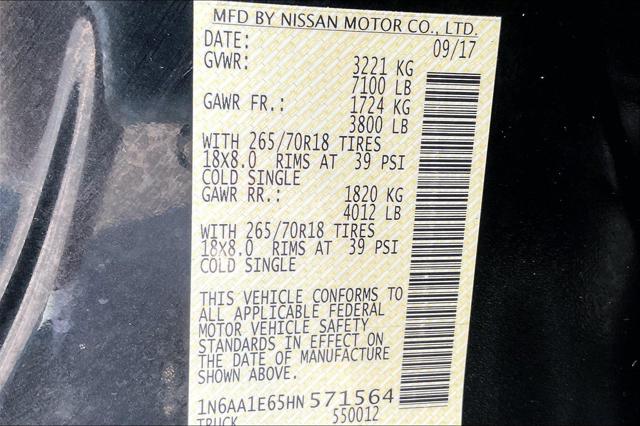 MFD BY NISSAN MOTOR CO., LTD.
DATE: 09/17
GVWR: 3221 KG
7100 LB
GAWR FR.: 1724 KG
3800 LB
WITH 265/70R18 TIRES
18X8.0 RIMS AT 39 PSI
COLD SINGLE
GAWR RR.: 1820 KG
4012 LB
WITH 265/70R18 TIRES
18X8.0 RIMS AT 39 PSI
COLD SINGLE
THIS VEHICLE CONFORMS TO
ALL APPLICABLE FEDERAL
MOTOR VEHICLE SAFETY
STANDARDS IN EFFECT ON
THE DATE OF MANUFACTURE
SHOWN ABOVE.
1N6AA1E65HN 571564
TRUCK 550012